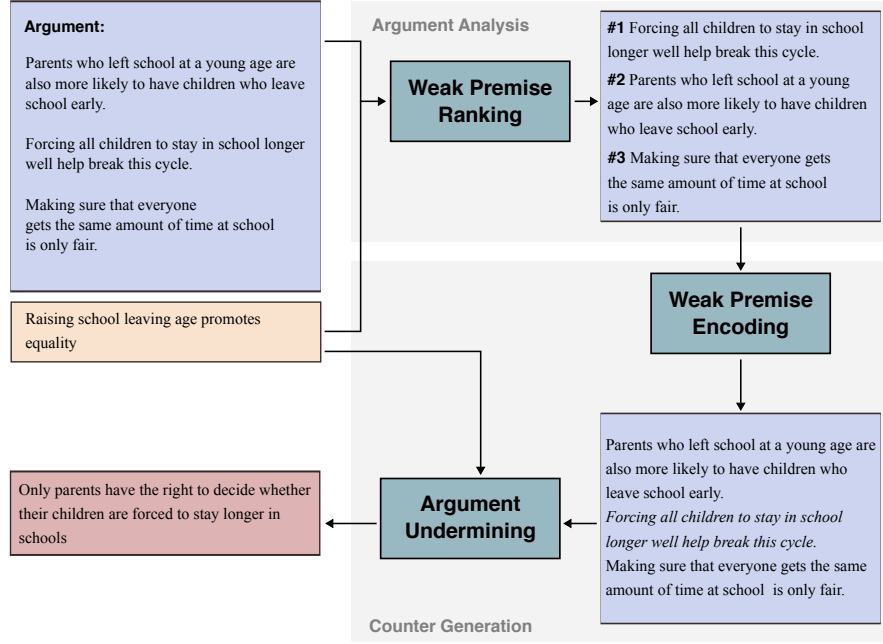 Argument:
Parents who left school at a young age are
also more likely to have children who leave
school early.
Forcing all children to stay in school longer
well help break this cycle.
Making sure that everyone
gets the same amount of time at school
is only fair.
Raising school leaving age promotes
equality
Argument Analysis
Weak Premise
Ranking
#1 Forcing all children to stay in school
longer well help break this cycle.
#2 Parents who left school at a young
age are also more likely to have children
who leave school early.
#3 Making sure that everyone gets
the same amount of time at school
is only fair.
Weak Premise
Encoding
Parents who left school at a young age are
also more likely to have children who
leave school early.
Forcing all children to stay in school
longer well help break this cycle.
Making sure that everyone gets the same
amount of time at school is only fair.
Argument
Undermining
Only parents have the right to decide whether
their children are forced to stay longer in
schools
Counter Generation